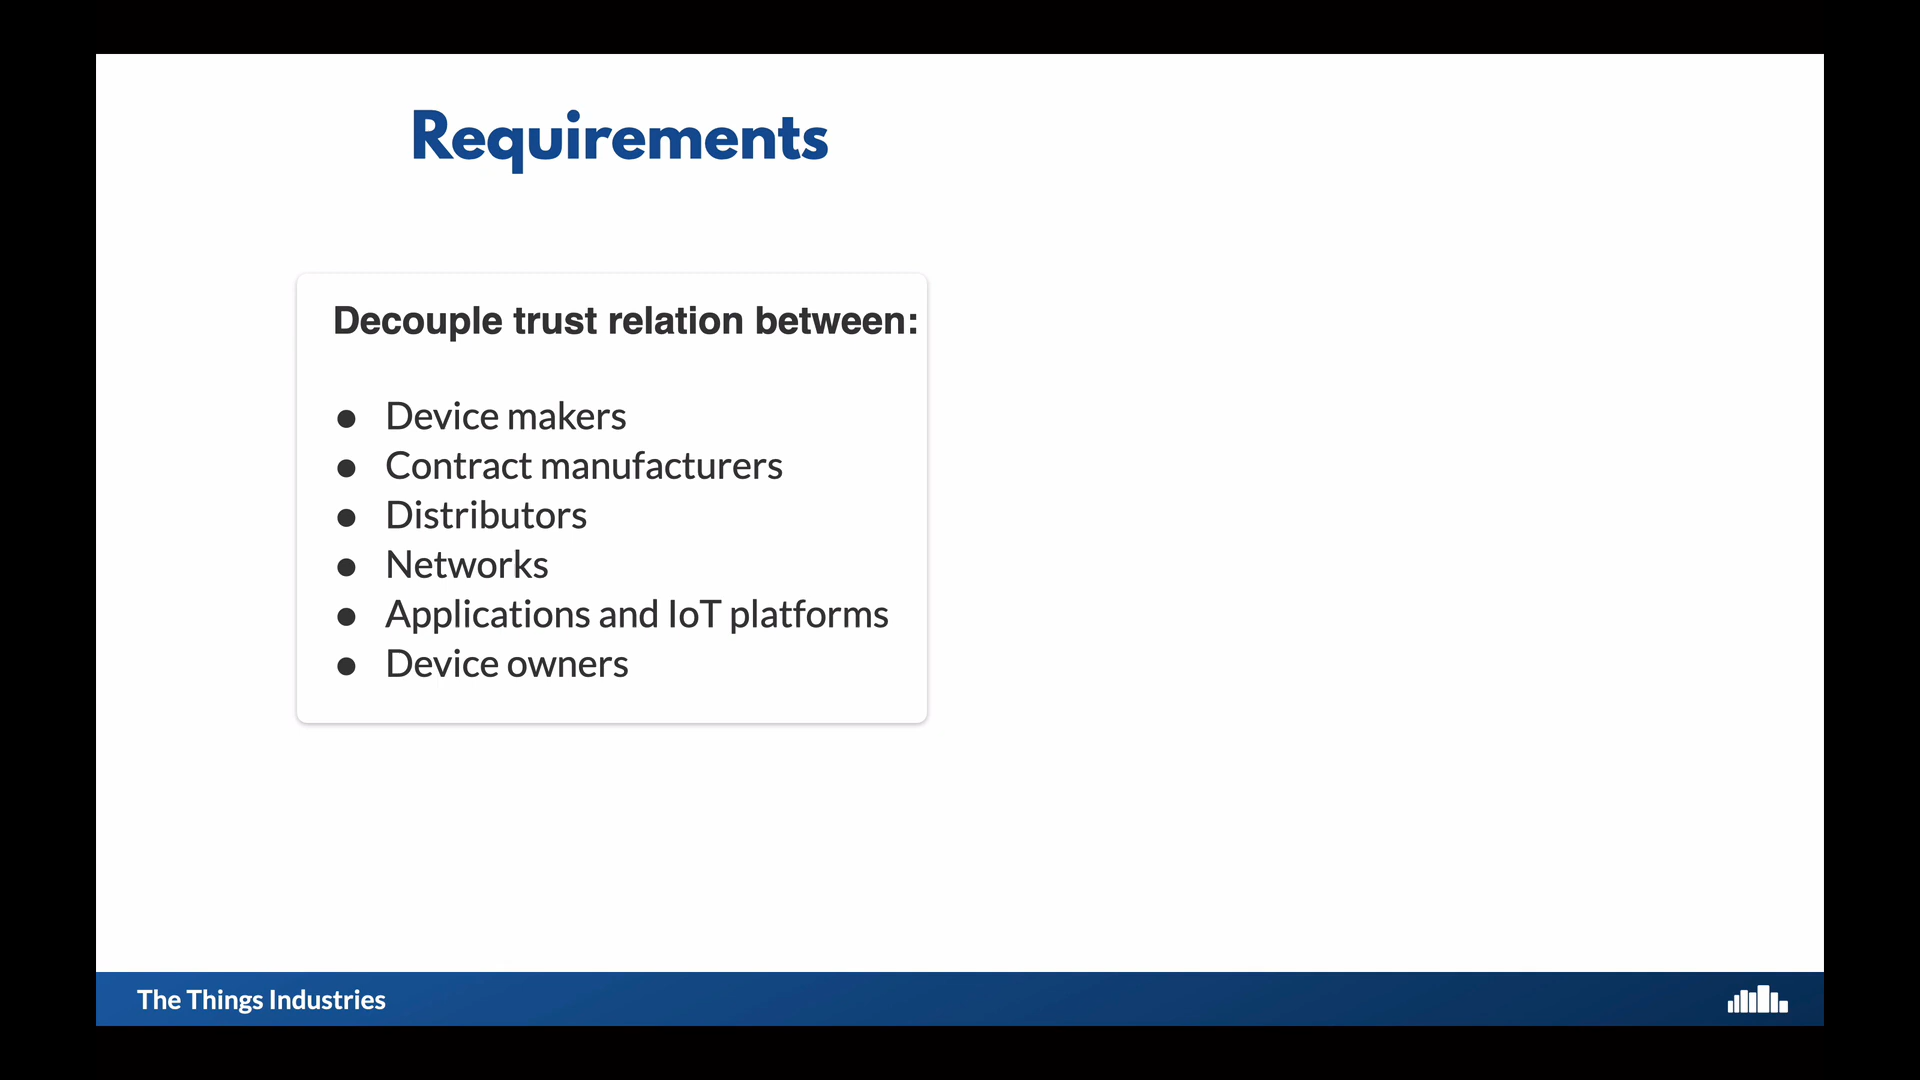 Requirements
Decouple trust relation between:
● Device makers
● Contract manufacturers
● Distributors
● Networks
● Applications and IoT platforms
● Device owners
The Things Industries